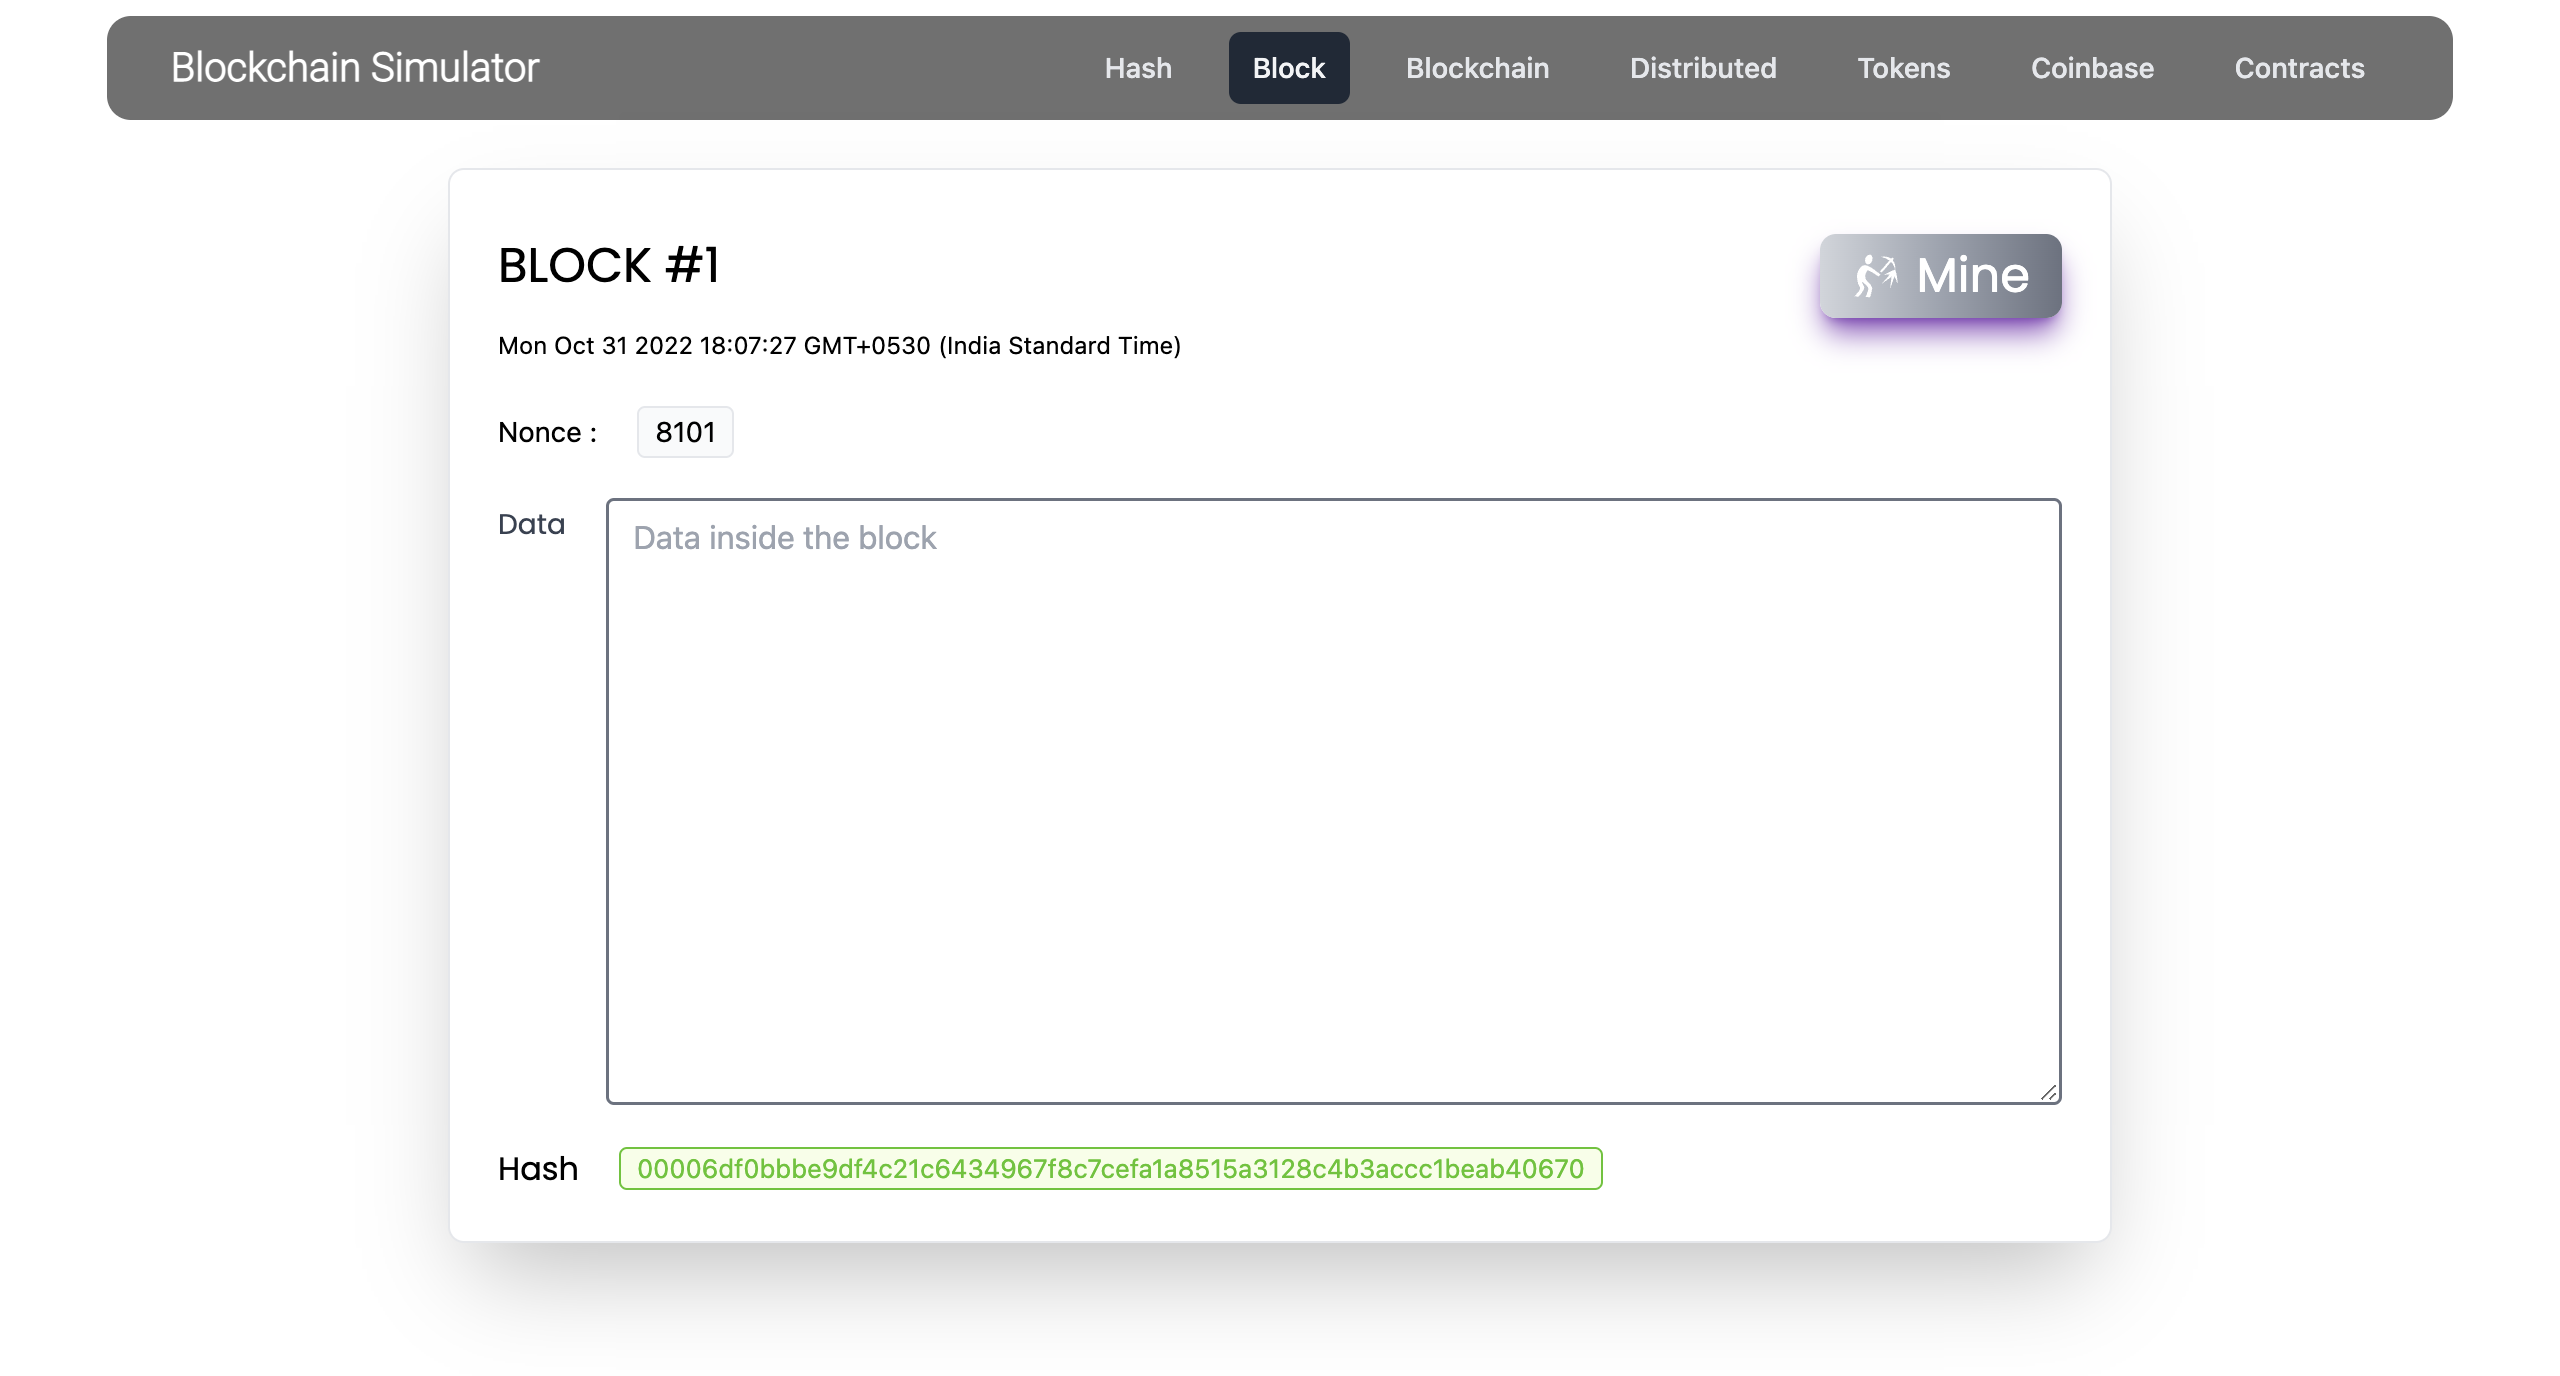 Blockchain Simulator Hash Block Blockchain Distributed Tokens Coinbase Contracts
BLOCK #1
Mine
Mon Oct 31 2022 18:07:27 GMT+0530 (India Standard Time)
Nonce : 8101
Data
Data inside the block
Hash 00006df0bbbe9df4c21c6434967f8c7cefa1a8515a3128c4b3accc1beab40670